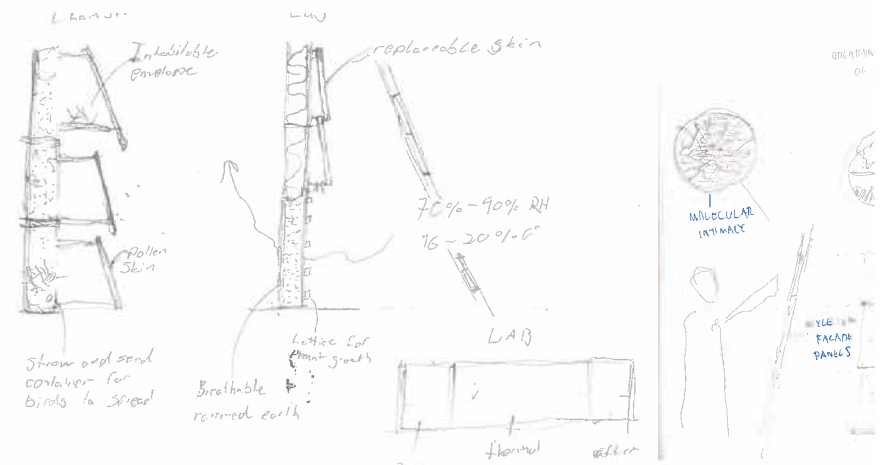 Inhabitable
envelope
replaceable skin
70%-90% RH
16-20% C°
Pollen
Skin
Straw and seed
container for
birds to spread
Breathable
rammed earth
Lattice for
plant growth
LAB
thermal
MOLECULAR
INTIMACY
FACADE
PANELS